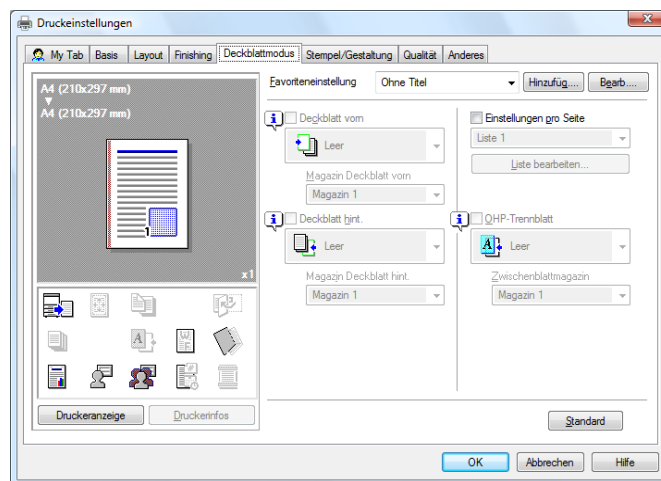 Druckeinstellungen
My Tab Basis Layout Finishing Deckblattmodus Stempel/Gestaltung Qualität Anderes
A4 (210x297 mm)
A4 (210x297 mm)
1
x1
Druckeranzeige Druckerinfos
Favoriteneinstellung Ohne Titel Hinzufüg.... Bearb....
Deckblatt vorn
Leer
Magazin Deckblatt vorn
Magazin 1
Deckblatt hint.
Leer
Magazin Deckblatt hint.
Magazin 1
Einstellungen pro Seite
Liste 1
Liste bearbeiten...
OHP-Trennblatt
A Leer
Zwischenblattmagazin
Magazin 1
Standard
OK Abbrechen Hilfe